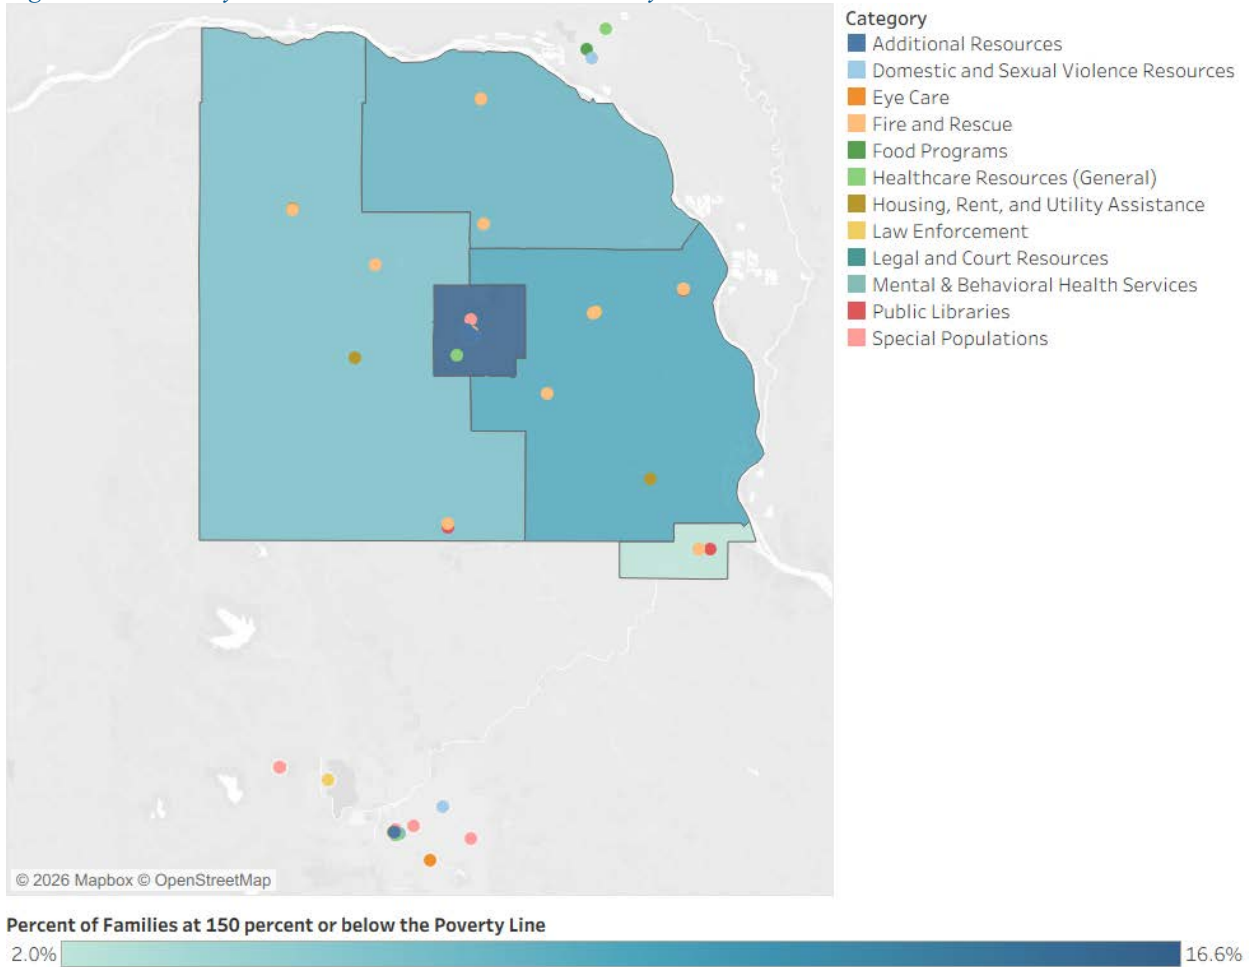 Category
Additional Resources
Domestic and Sexual Violence Resources
Eye Care
Fire and Rescue
Food Programs
Healthcare Resources (General)
Housing, Rent, and Utility Assistance
Law Enforcement
Legal and Court Resources
Mental & Behavioral Health Services
Public Libraries
Special Populations
© 2026 Mapbox © OpenStreetMap
Percent of Families at 150 percent or below the Poverty Line
2.0%
16.6%